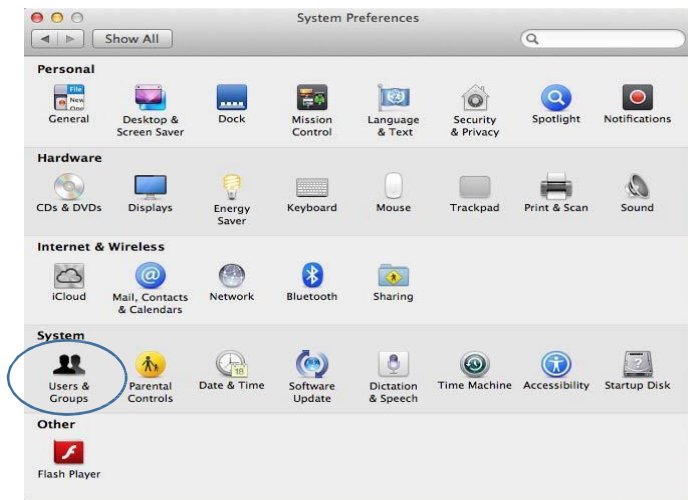 System Preferences
Show All
Personal
File
New
General
Desktop &
Screen Saver
Dock
Mission
Control
Language
& Text
Security
& Privacy
Spotlight
Notifications
Hardware
CDs & DVDs
Displays
Energy
Saver
Keyboard
Mouse
Trackpad
Print & Scan
Sound
Internet & Wireless
@
iCloud
Mail, Contacts
& Calendars
Network
Bluetooth
Sharing
System
18
?
Users &
Groups
Parental
Controls
Date & Time
Software
Update
Dictation
& Speech
Time Machine
Accessibility
Startup Disk
Other
Flash Player